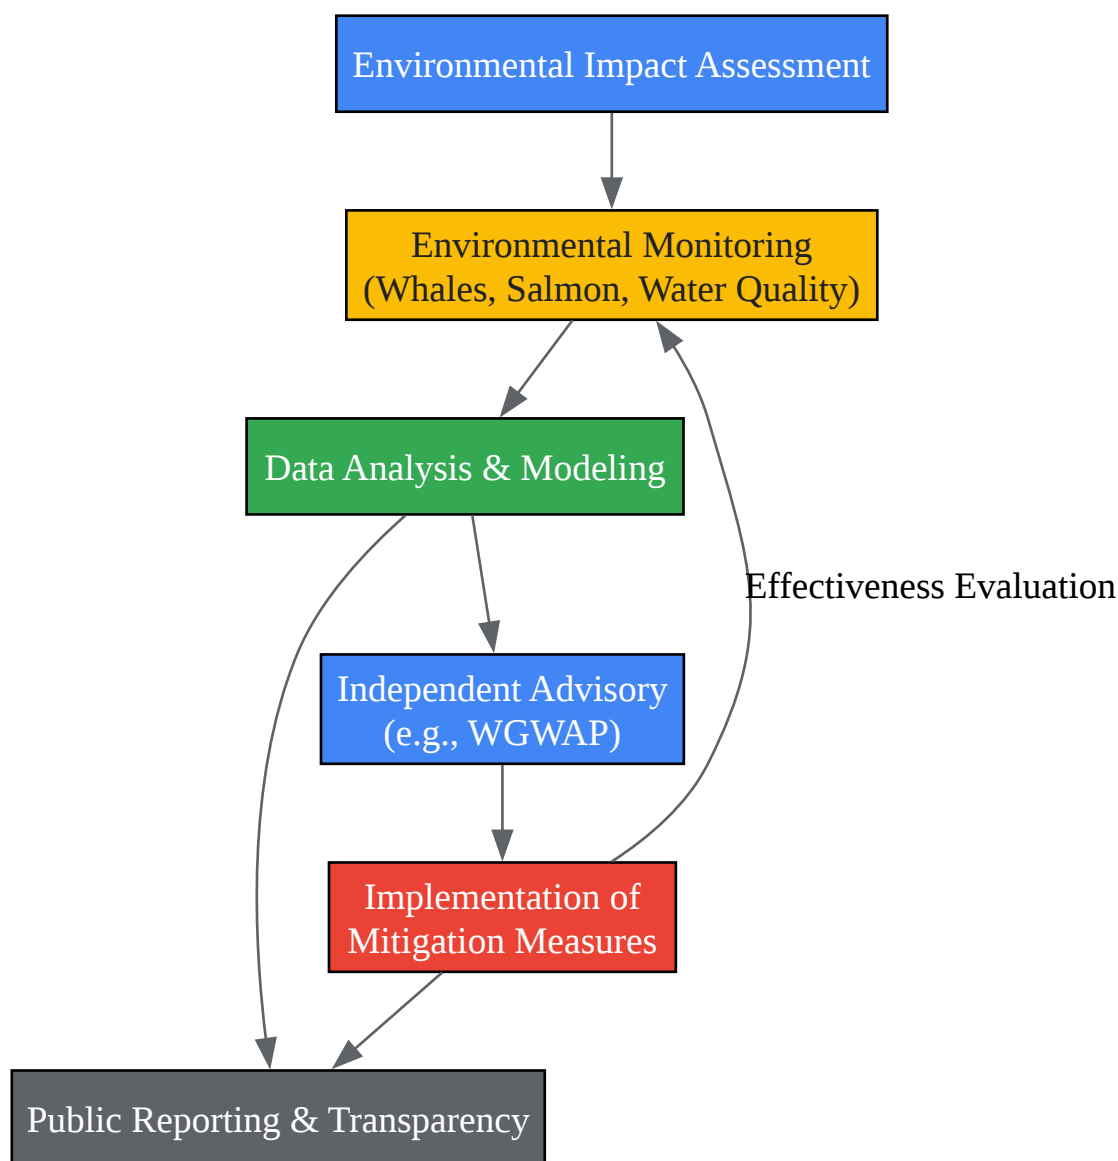 Environmental Impact Assessment
Environmental Monitoring
(Whales, Salmon, Water Quality)
Data Analysis & Modeling
Effectiveness Evaluation
Independent Advisory
(e.g., WGWAP)
Implementation of
Mitigation Measures
Public Reporting & Transparency